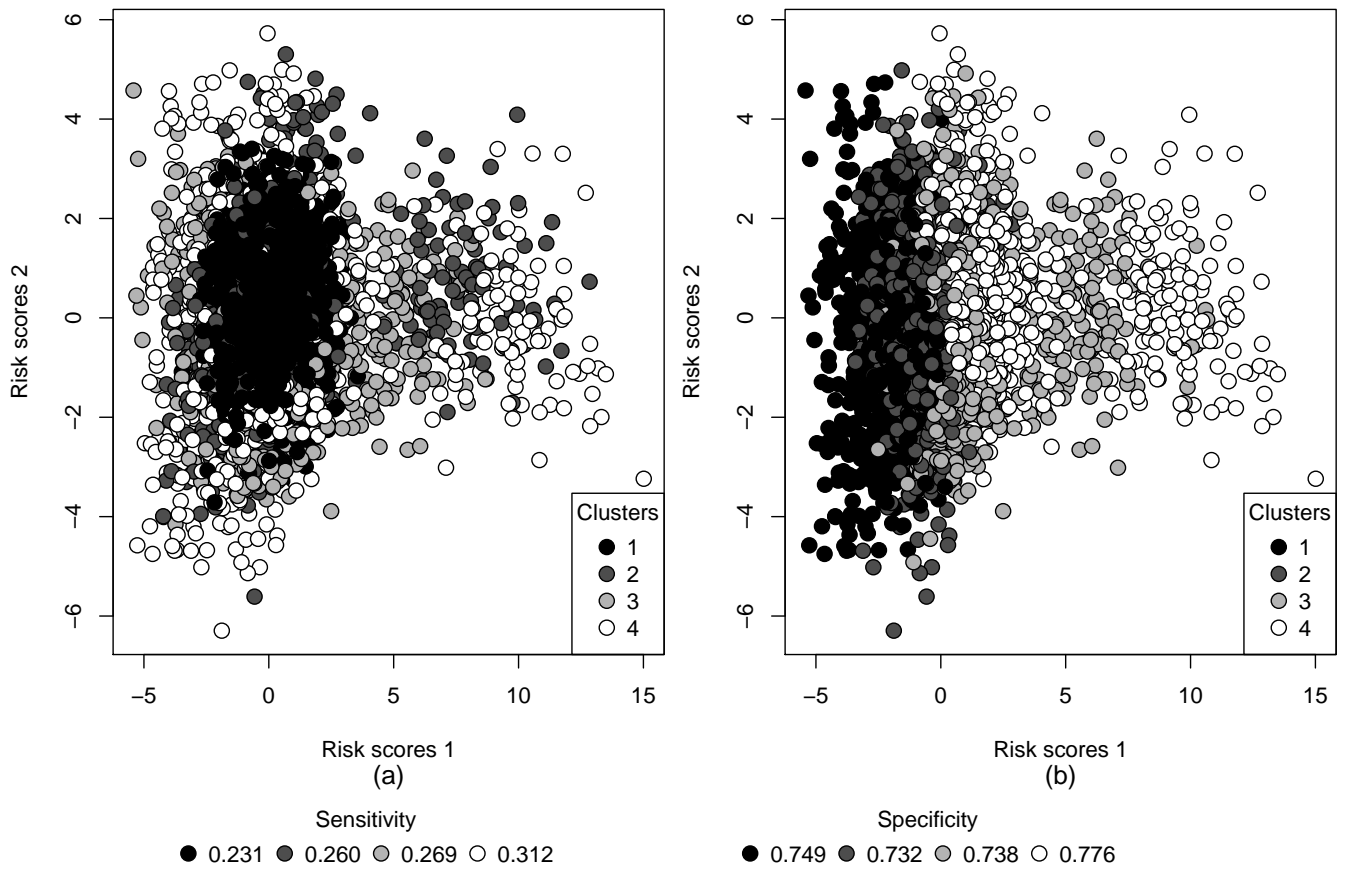 6
4
2
0
−2
−4
−6
Risk scores 2
−5 0 5 10 15
Risk scores 1
(a)
Clusters
1
2
3
4
6
4
2
0
−2
−4
−6
Risk scores 2
−5 0 5 10 15
Risk scores 1
(b)
Clusters
1
2
3
4
Sensitivity
0.231 0.260 0.269 0.312
Specificity
0.749 0.732 0.738 0.776